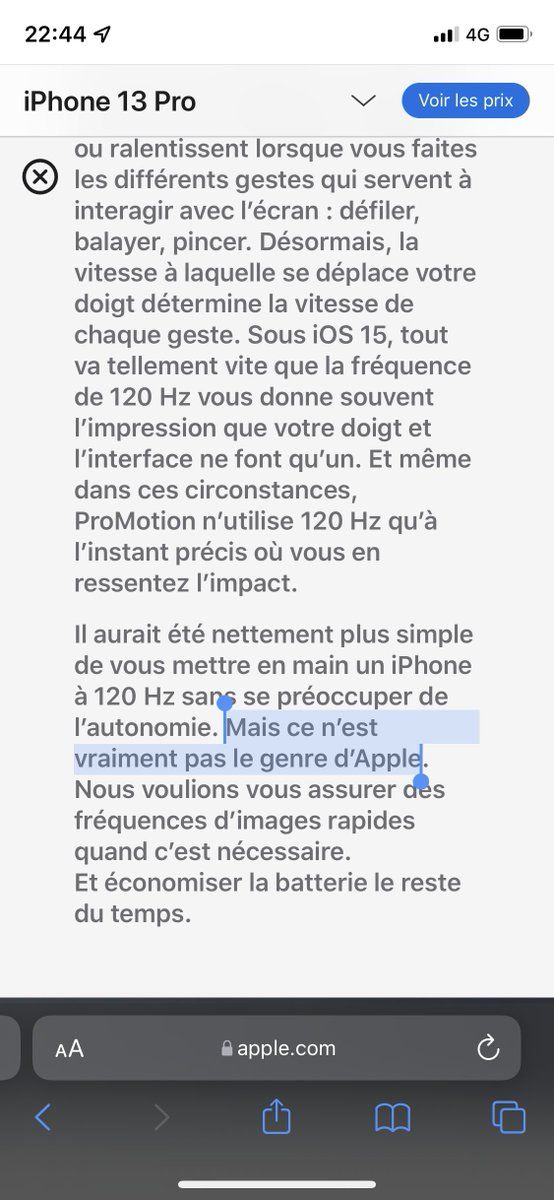 22:44
4G
iPhone 13 Pro
Voir les prix
ou ralentissent lorsque vous faites
les différents gestes qui servent à
interagir avec l’écran : défiler,
balayer, pincer. Désormais, la
vitesse à laquelle se déplace votre
doigt détermine la vitesse de
chaque geste. Sous iOS 15, tout
va tellement vite que la fréquence
de 120 Hz vous donne souvent
l’impression que votre doigt et
l’interface ne font qu’un. Et même
dans ces circonstances,
ProMotion n’utilise 120 Hz qu’à
l’instant précis où vous en
ressentez l’impact.
Il aurait été nettement plus simple
de vous mettre en main un iPhone
à 120 Hz sans se préoccuper de
l’autonomie. Mais ce n’est
vraiment pas le genre d’Apple.
Nous voulions vous assurer des
fréquences d’images rapides
quand c’est nécessaire.
Et économiser la batterie le reste
du temps.
AA
apple.com